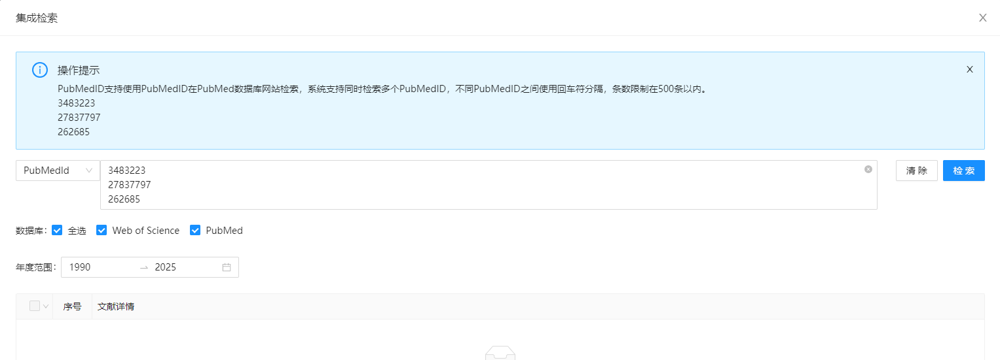 集成检索
操作提示
PubMedID支持使用PubMedID在PubMed数据库网站检索，系统支持同时检索多个PubMedID，不同PubMedID之间使用回车符分隔，条数限制在500条以内。
3483223
27837797
262685
PubMedId
3483223
27837797
262685
清 除
检 索
数据库： 全选 Web of Science PubMed
年度范围： 1990 → 2025
序号 文献详情